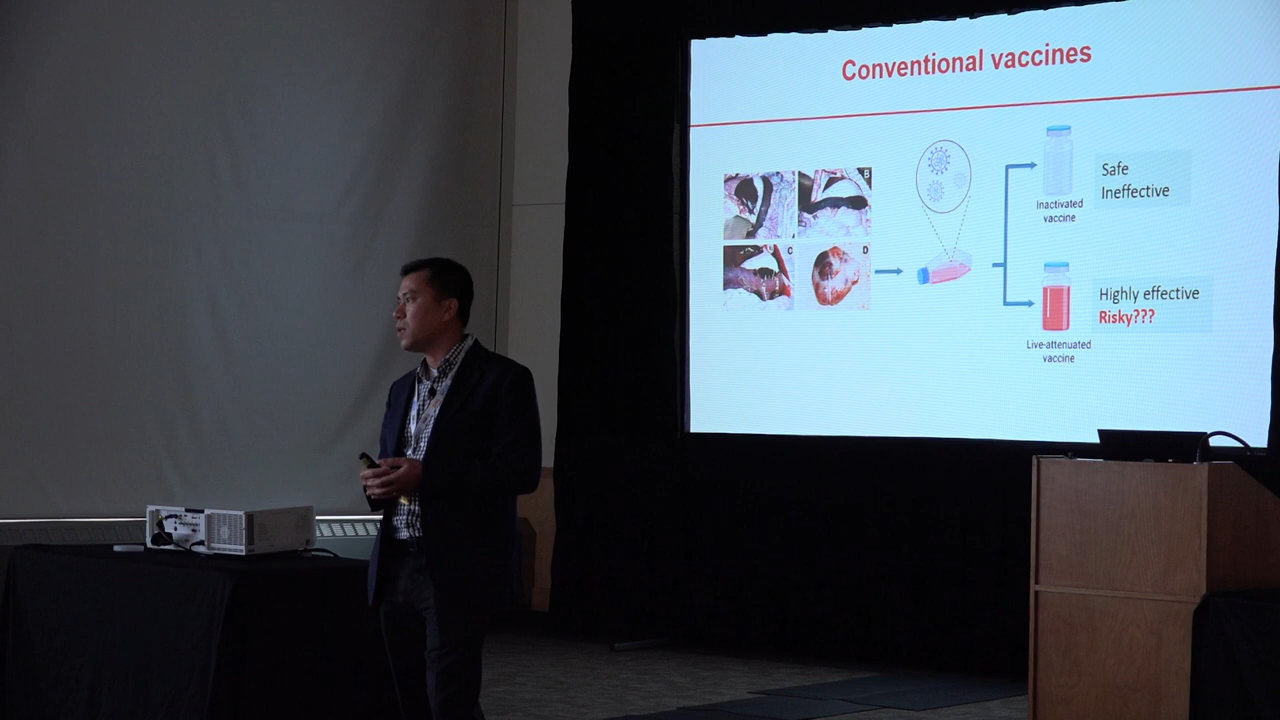 Conventional vaccines
B
C
D
Inactivated
vaccine
Safe
Ineffective
Live-attenuated
vaccine
Highly effective
Risky???